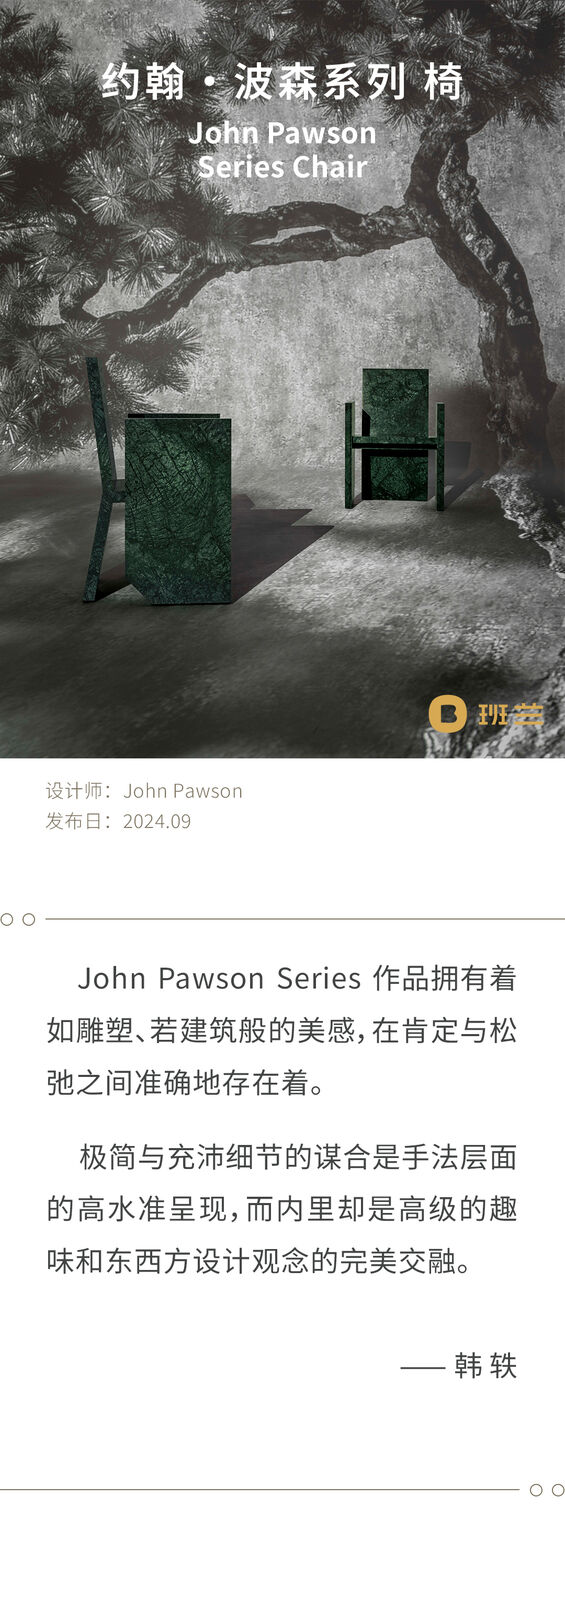 约翰·波森系列 椅
John Pawson
Series Chair
班兰
设计师：John Pawson
发布日：2024.09
John Pawson Series 作品拥有着
如雕塑、若建筑般的美感，在肯定与松
弛之间准确地存在着。
极简与充沛细节的谋合是手法层面
的高水准呈现，而内里却是高级的趣
味和东西方设计观念的完美交融。
—— 韩 轶